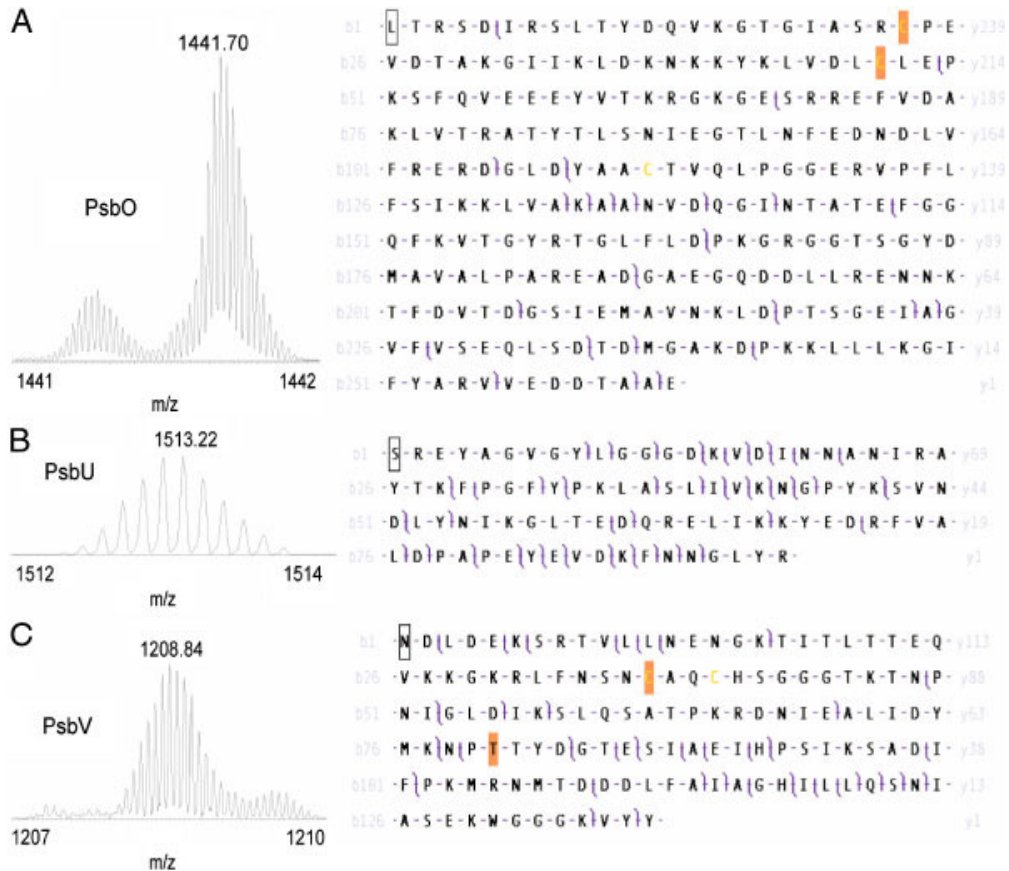 A
1441.70
PsbO
1441 1442
m/z
b1 L-T-R-S-D-I-R-S-L-T-Y-D-Q-V-K-G-T-G-I-A-S-R-C-P-E- y239
b26 V-D-T-A-K-G-I-I-K-L-D-K-N-K-K-Y-K-L-V-D-L-C-L-E-P- y214
b51 K-S-F-Q-V-E-E-E-Y-V-T-K-R-G-K-G-E-S-R-R-E-F-V-D-A- y189
b76 K-L-V-T-R-A-T-Y-T-L-S-N-I-E-G-T-L-N-F-E-D-N-D-L-V- y164
b101 F-R-E-R-D-G-L-D-Y-A-A-C-T-V-Q-L-P-G-G-E-R-V-P-F-L- y139
b126 F-S-I-K-K-L-V-A-K-A-A-N-V-D-Q-G-I-N-T-A-T-E-F-G-G- y114
b151 Q-F-K-V-T-G-Y-R-T-G-L-F-L-D-P-K-G-R-G-G-T-S-G-Y-D- y89
b176 M-A-V-A-L-P-A-R-E-A-D-G-A-E-G-Q-D-D-L-L-R-E-N-N-K- y64
b201 T-F-D-V-T-D-G-S-I-E-M-A-V-N-K-L-D-P-T-S-G-E-I-A-G- y39
b226 V-F-V-S-E-Q-L-S-D-T-D-M-G-A-K-D-P-K-K-L-L-L-K-G-I- y14
b251 F-Y-A-R-V-V-E-D-D-T-A-A-E- y1
B
1513.22
PsbU
1512 1514
m/z
b1 S-R-E-Y-A-G-V-G-Y-L-G-G-G-D-K-V-D-I-N-N-A-N-I-R-A- y69
b26 Y-T-K-F-P-G-F-Y-P-K-L-A-S-L-I-V-K-N-G-P-Y-K-S-V-N- y44
b51 D-L-Y-N-I-K-G-L-T-E-D-Q-R-E-L-I-K-K-Y-E-D-R-F-V-A- y19
b76 L-D-P-A-P-E-Y-E-V-D-K-F-N-N-G-L-Y-R- y1
C
1208.84
PsbV
1207 1210
m/z
b1 N-D-L-D-E-K-S-R-T-V-L-L-N-E-N-G-K-T-I-T-L-T-T-E-Q- y113
b26 V-K-K-G-K-R-L-F-N-S-N-C-A-Q-C-H-S-G-G-G-T-K-T-N-P- y88
b51 N-I-G-L-D-I-K-S-L-Q-S-A-T-P-K-R-D-N-I-E-A-L-I-D-Y- y63
b76 M-K-N-P-T-T-Y-D-G-T-E-S-I-A-E-I-H-P-S-I-K-S-A-D-I- y38
b101 F-P-K-M-R-N-M-T-D-D-D-L-F-A-I-A-G-H-I-L-L-Q-S-N-I- y13
b126 A-S-E-K-W-G-G-G-K-V-Y-Y- y1